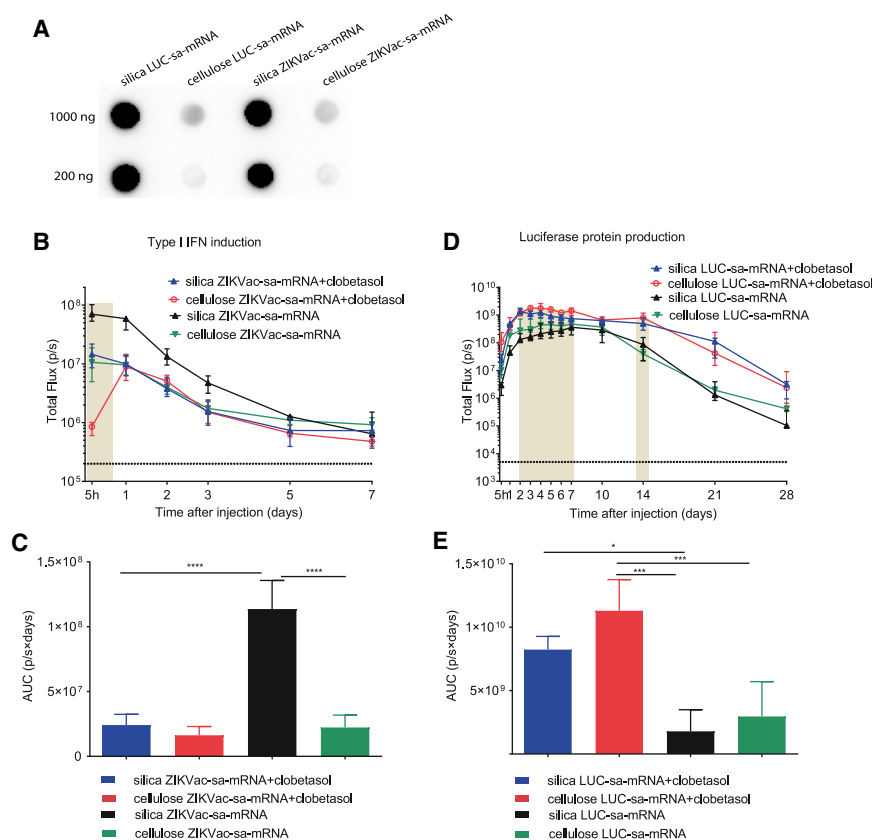 A
silica LUC-sa-mRNA
cellulose LUC-sa-mRNA
silica ZIKVac-sa-mRNA
cellulose ZIKVac-sa-mRNA
1000 ng
200 ng
B
Type I IFN induction
silica ZIKVac-sa-mRNA+clobetasol
cellulose ZIKVac-sa-mRNA+clobetasol
silica ZIKVac-sa-mRNA
cellulose ZIKVac-sa-mRNA
Total Flux (p/s)
10⁸
10⁷
10⁶
10⁵
5h 1 2 3 5 7
Time after injection (days)
D
Luciferase protein production
silica LUC-sa-mRNA+clobetasol
cellulose LUC-sa-mRNA+clobetasol
silica LUC-sa-mRNA
cellulose LUC-sa-mRNA
Total Flux (p/s)
10¹⁰
10⁹
10⁸
10⁷
10⁶
10⁵
10⁴
10³
5h1 2 3 4 5 6 7 10 14 21 28
Time after injection (days)
C
AUC (p/s×days)
1.5×10⁸
1×10⁸
5×10⁷
0
**** ****
silica ZIKVac-sa-mRNA+clobetasol
cellulose ZIKVac-sa-mRNA+clobetasol
silica ZIKVac-sa-mRNA
cellulose ZIKVac-sa-mRNA
E
AUC (p/s×days)
1.5×10¹⁰
1×10¹⁰
5×10⁹
*
***
***
silica LUC-sa-mRNA+clobetasol
cellulose LUC-sa-mRNA+clobetasol
silica LUC-sa-mRNA
cellulose LUC-sa-mRNA